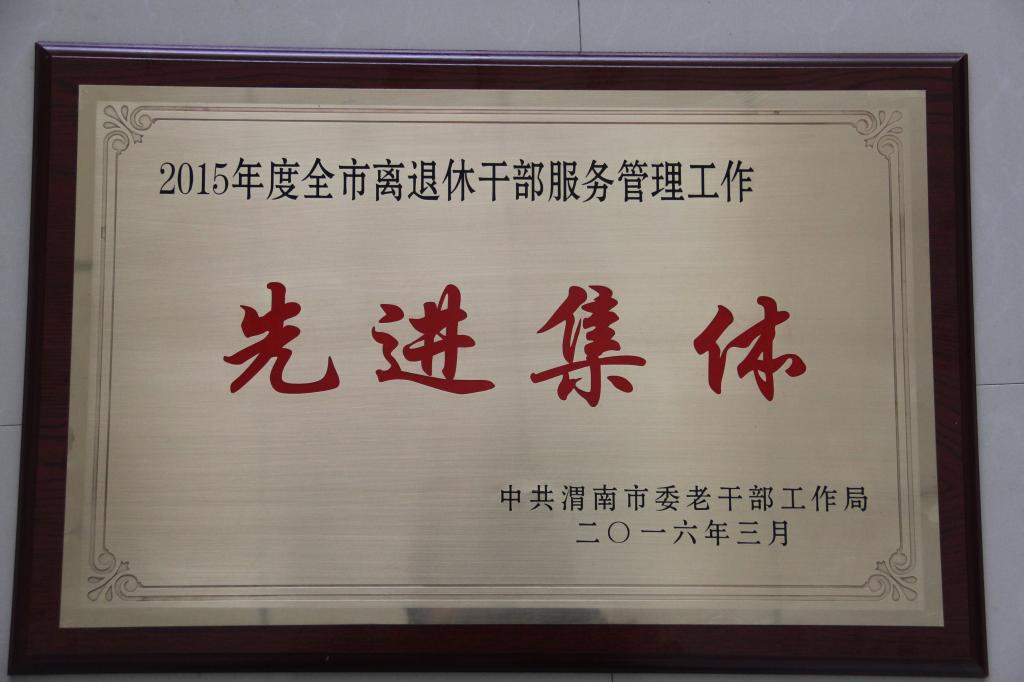 2015年度全市离退休干部服务管理工作
先进集体
中共渭南市委老干部工作局
二〇一六年三月